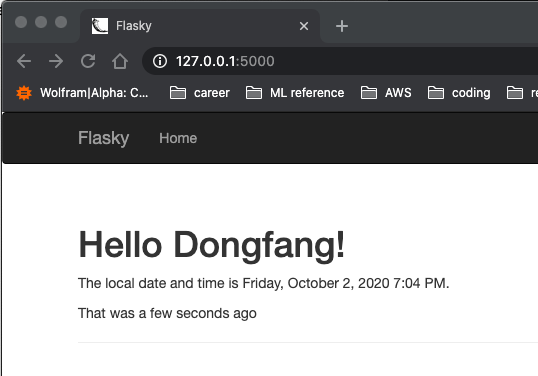 Flasky
127.0.0.1:5000
Wolfram|Alpha: C... career ML reference AWS coding
Flasky Home
Hello Dongfang!
The local date and time is Friday, October 2, 2020 7:04 PM.
That was a few seconds ago